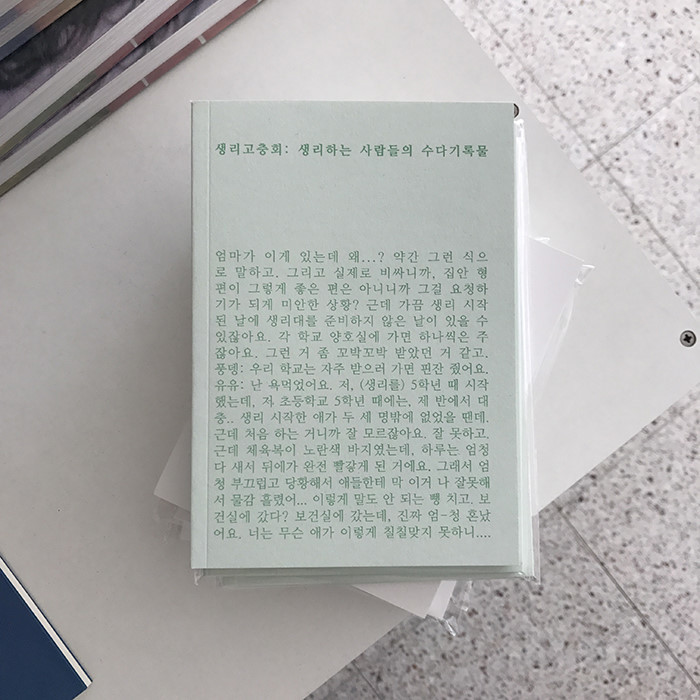 생리고충회: 생리하는 사람들의 수다기록물
엄마가 이게 있는데 왜...? 약간 그런 식으
로 말하고. 그리고 실제로 비싸니까, 집안 형
편이 그렇게 좋은 편은 아니니까 그걸 요청하
기가 되게 미안한 상황? 근데 가끔 생리 시작
된 날에 생리대를 준비하지 않은 날이 있을 수
있잖아요. 각 학교 양호실에 가면 하나씩은 주
잖아요. 그런 거 좀 꼬박꼬박 받았던 거 같고.
풍뎅: 우리 학교는 자주 받으러 가면 핀잔 줬어요.
유유: 난 욕먹었어요. 저, (생리를) 5학년 때 시작
했는데, 자 초등학교 5학년 때에는, 제 반에서 대
충.. 생리 시작한 애가 두 세 명밖에 없었을 땐데.
근데 처음 하는 거니까 잘 모르잖아요. 잘 못하고.
근데 체육복이 노란색 바지였는데, 하루는 엄청
다 새서 뒤에가 완전 빨갛게 된 거에요. 그래서 엄
청 부끄럽고 당황해서 애들한테 막 이거 나 잘못해
서 물감 흘렸어... 이렇게 말도 안 되는 뻥 치고. 보
건실에 갔다? 보건실에 갔는데, 진짜 엄-청 혼났
어요. 너는 무슨 애가 이렇게 칠칠맞지 못하니....